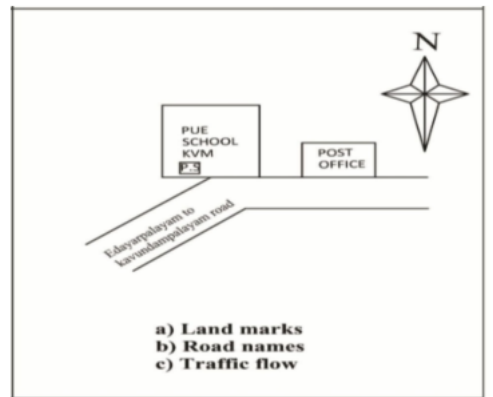 N
PUE
SCHOOL
KVM
P.S
POST
OFFICE
Edayarpalayam to
kavundampalayam road
a) Land marks
b) Road names
c) Traffic flow